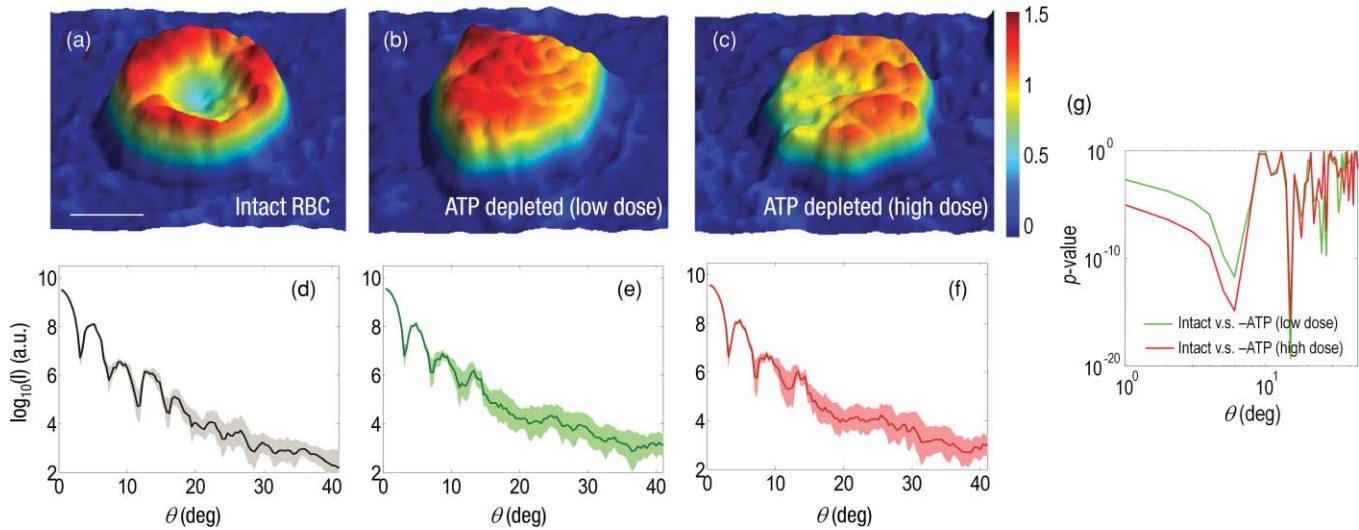 (a)
Intact RBC
(b)
ATP depleted (low dose)
(c)
ATP depleted (high dose)
1.5
1
0.5
0
(d)
log10(I) (a.u.)
10
8
6
4
2
0 10 20 30 40
θ (deg)
(e)
10
8
6
4
2
0 10 20 30 40
θ (deg)
(f)
10
8
6
4
2
0 10 20 30 40
θ (deg)
(g)
p-value
10^0
10^-10
10^-20
Intact v.s. –ATP (low dose)
Intact v.s. –ATP (high dose)
10^0 10^1
θ (deg)